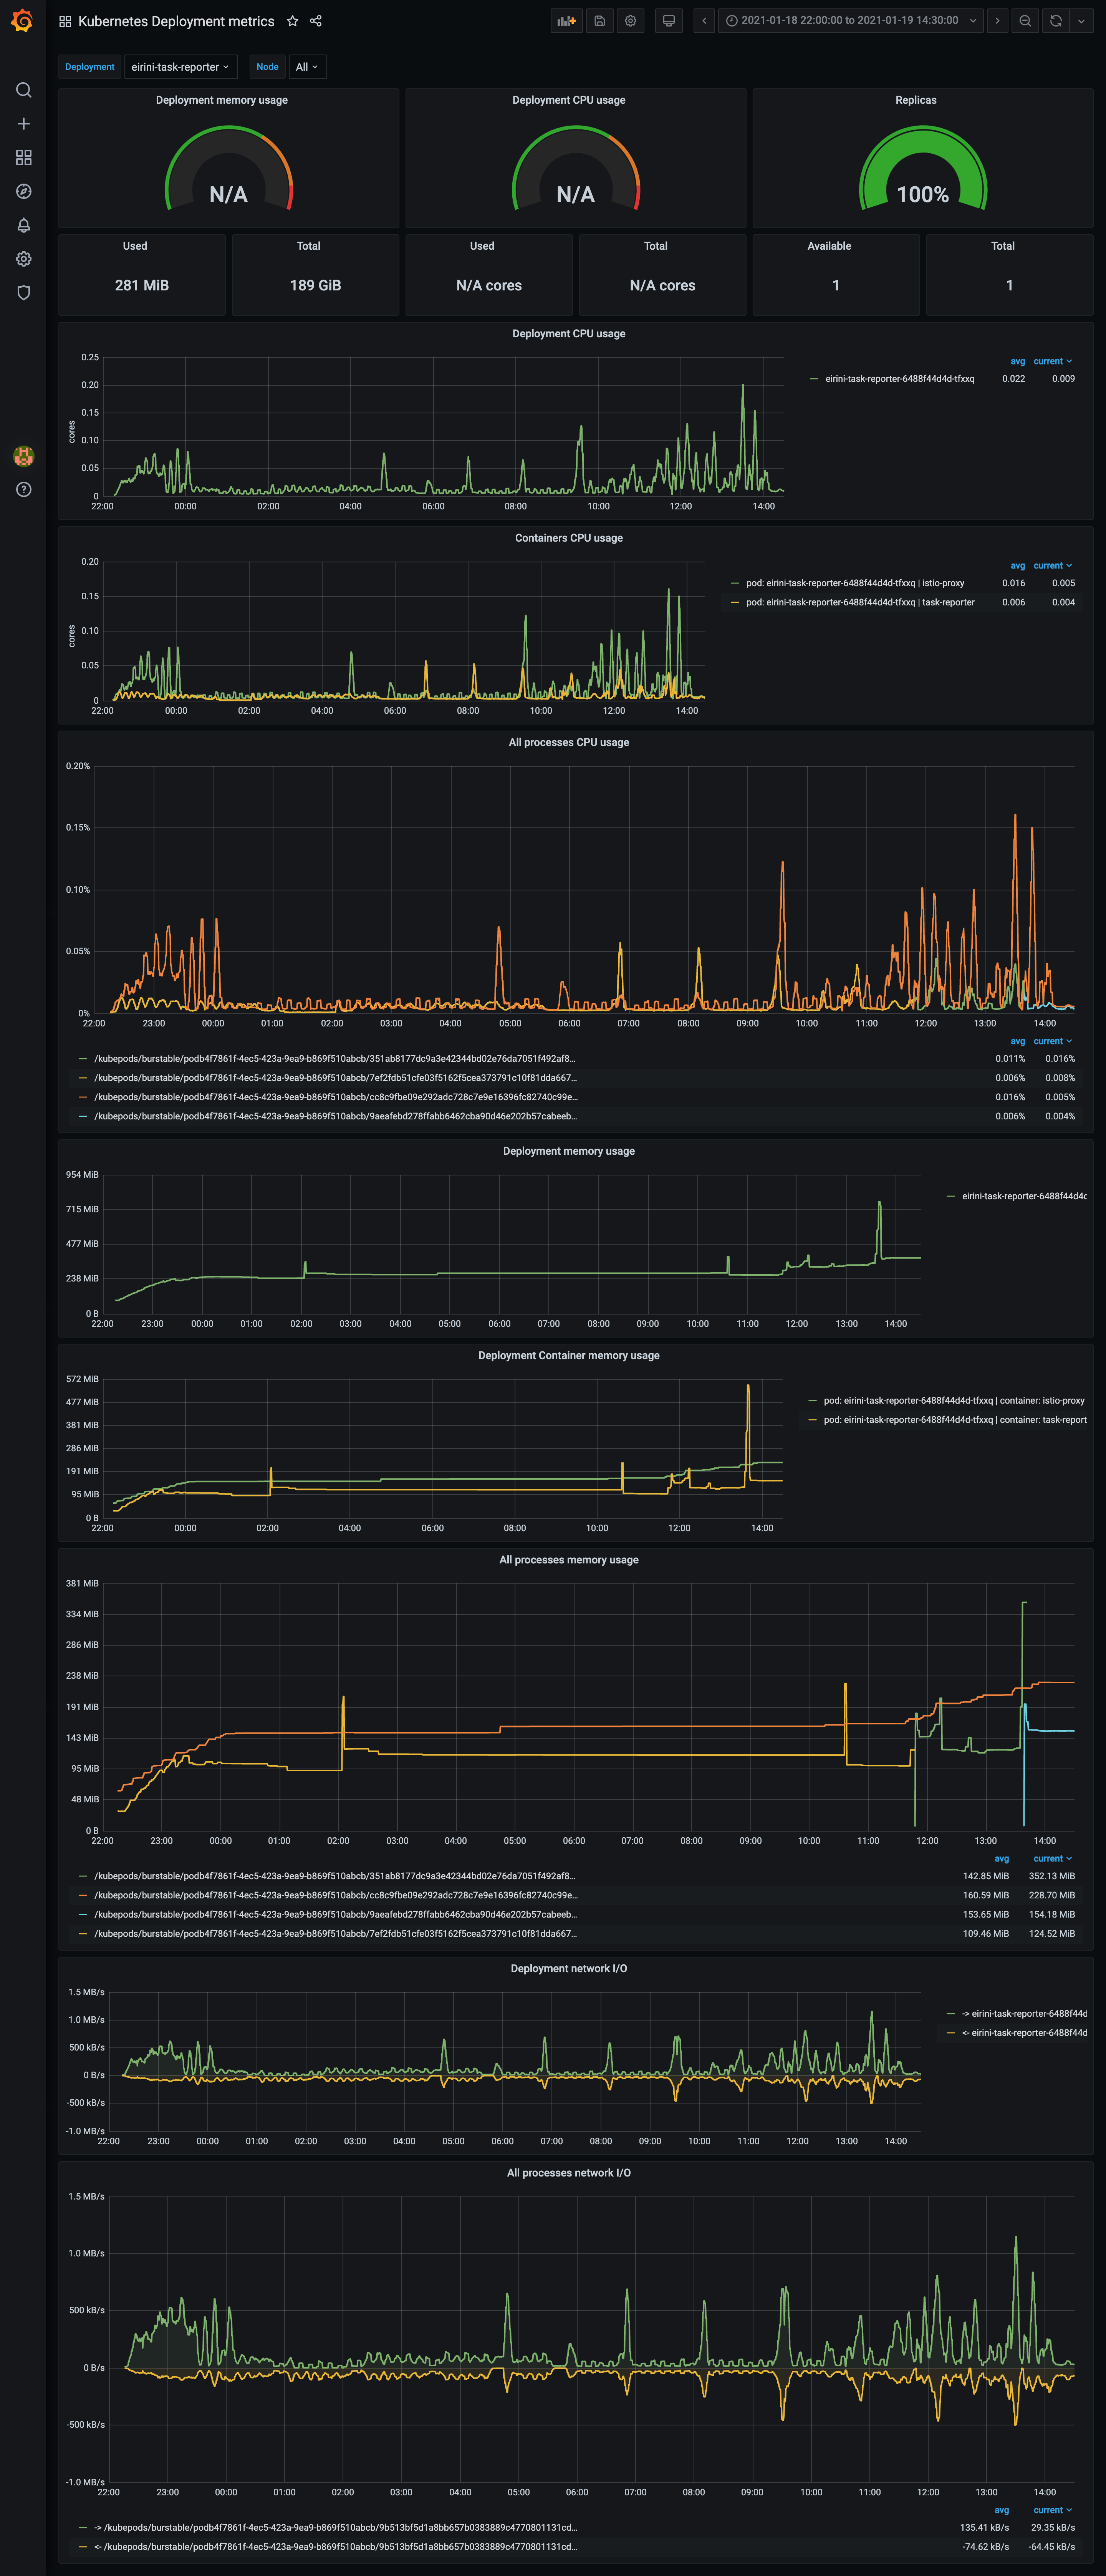 Kubernetes Deployment metrics
2021-01-18 22:00:00 to 2021-01-19 14:30:00
Deployment eirini-task-reporter Node All
Deployment memory usage Deployment CPU usage Replicas
N/A N/A 100%
Used Total Used Total Available Total
281 MiB 189 GiB N/A cores N/A cores 1 1
Deployment CPU usage
cores
0.25
0.20
0.15
0.10
0.05
0
22:00 00:00 02:00 04:00 06:00 08:00 10:00 12:00 14:00
avg current
eirini-task-reporter-6488f44d4d-tfxxq 0.022 0.009
Containers CPU usage
cores
0.20
0.15
0.10
0.05
0
22:00 00:00 02:00 04:00 06:00 08:00 10:00 12:00 14:00
avg current
pod: eirini-task-reporter-6488f44d4d-tfxxq | istio-proxy 0.016 0.005
pod: eirini-task-reporter-6488f44d4d-tfxxq | task-reporter 0.006 0.004
All processes CPU usage
0.20%
0.15%
0.10%
0.05%
0%
22:00 23:00 00:00 01:00 02:00 03:00 04:00 05:00 06:00 07:00 08:00 09:00 10:00 11:00 12:00 13:00 14:00
avg current
/kubepods/burstable/podb4f7861f-4ec5-423a-9ea9-b869f510abcb/351ab8177dc9a3e42344bd02e76da7051f492af8... 0.011% 0.016%
/kubepods/burstable/podb4f7861f-4ec5-423a-9ea9-b869f510abcb/7ef2fdb51cfe03f5162f5cea373791c10f81dda667... 0.006% 0.008%
/kubepods/burstable/podb4f7861f-4ec5-423a-9ea9-b869f510abcb/cc8c9fbe09e292adc728c7e9e16396fc82740c99e... 0.016% 0.005%
/kubepods/burstable/podb4f7861f-4ec5-423a-9ea9-b869f510abcb/9aeafebd278ffabb6462cba90d46e202b57cabeeb... 0.006% 0.004%
Deployment memory usage
954 MiB
715 MiB
477 MiB
238 MiB
0 B
22:00 23:00 00:00 01:00 02:00 03:00 04:00 05:00 06:00 07:00 08:00 09:00 10:00 11:00 12:00 13:00 14:00
eirini-task-reporter-6488f44d4d
Deployment Container memory usage
572 MiB
477 MiB
381 MiB
286 MiB
191 MiB
95 MiB
0 B
22:00 00:00 02:00 04:00 06:00 08:00 10:00 12:00 14:00
pod: eirini-task-reporter-6488f44d4d-tfxxq | container: istio-proxy
pod: eirini-task-reporter-6488f44d4d-tfxxq | container: task-report
All processes memory usage
381 MiB
334 MiB
286 MiB
238 MiB
191 MiB
143 MiB
95 MiB
48 MiB
0 B
22:00 23:00 00:00 01:00 02:00 03:00 04:00 05:00 06:00 07:00 08:00 09:00 10:00 11:00 12:00 13:00 14:00
avg current
/kubepods/burstable/podb4f7861f-4ec5-423a-9ea9-b869f510abcb/351ab8177dc9a3e42344bd02e76da7051f492af8... 142.85 MiB 352.13 MiB
/kubepods/burstable/podb4f7861f-4ec5-423a-9ea9-b869f510abcb/cc8c9fbe09e292adc728c7e9e16396fc82740c99e... 160.59 MiB 228.70 MiB
/kubepods/burstable/podb4f7861f-4ec5-423a-9ea9-b869f510abcb/9aeafebd278ffabb6462cba90d46e202b57cabeeb... 153.65 MiB 154.18 MiB
/kubepods/burstable/podb4f7861f-4ec5-423a-9ea9-b869f510abcb/7ef2fdb51cfe03f5162f5cea373791c10f81dda667... 109.46 MiB 124.52 MiB
Deployment network I/O
1.5 MB/s
1.0 MB/s
500 kB/s
0 B/s
-500 kB/s
-1.0 MB/s
22:00 23:00 00:00 01:00 02:00 03:00 04:00 05:00 06:00 07:00 08:00 09:00 10:00 11:00 12:00 13:00 14:00
-> eirini-task-reporter-6488f44d
<- eirini-task-reporter-6488f44d
All processes network I/O
1.5 MB/s
1.0 MB/s
500 kB/s
0 B/s
-500 kB/s
-1.0 MB/s
22:00 23:00 00:00 01:00 02:00 03:00 04:00 05:00 06:00 07:00 08:00 09:00 10:00 11:00 12:00 13:00 14:00
avg current
-> /kubepods/burstable/podb4f7861f-4ec5-423a-9ea9-b869f510abcb/9b513bf5d1a8bb657b0383889c4770801131cd... 135.41 kB/s 29.35 kB/s
<- /kubepods/burstable/podb4f7861f-4ec5-423a-9ea9-b869f510abcb/9b513bf5d1a8bb657b0383889c4770801131cd... -74.62 kB/s -64.45 kB/s